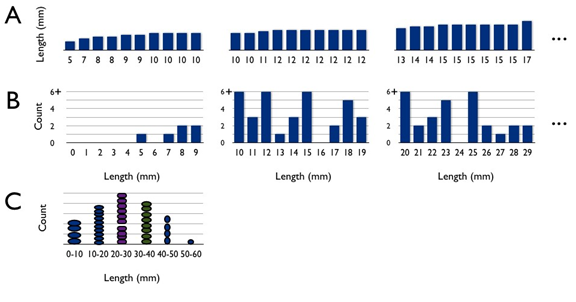 A
Length (mm)
5 7 8 8 9 9 10 10 10 10
10 10 11 12 12 12 12 12 12 12
13 14 14 15 15 15 15 15 15 17
...
B
Count
6+
4
2
0
0 1 2 3 4 5 6 7 8 9
Length (mm)
6+
4
2
0
10 11 12 13 14 15 16 17 18 19
Length (mm)
6+
4
2
0
20 21 22 23 24 25 26 27 28 29
Length (mm)
...
C
Count
0-10 10-20 20-30 30-40 40-50 50-60
Length (mm)